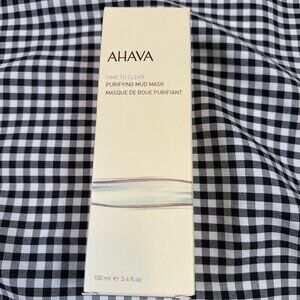 AHAVA
TIME TO CLEAR
PURIFYING MUD MASK
MASQUE DE BOUE PURIFIANT
100 ml e 3.4 fl.oz